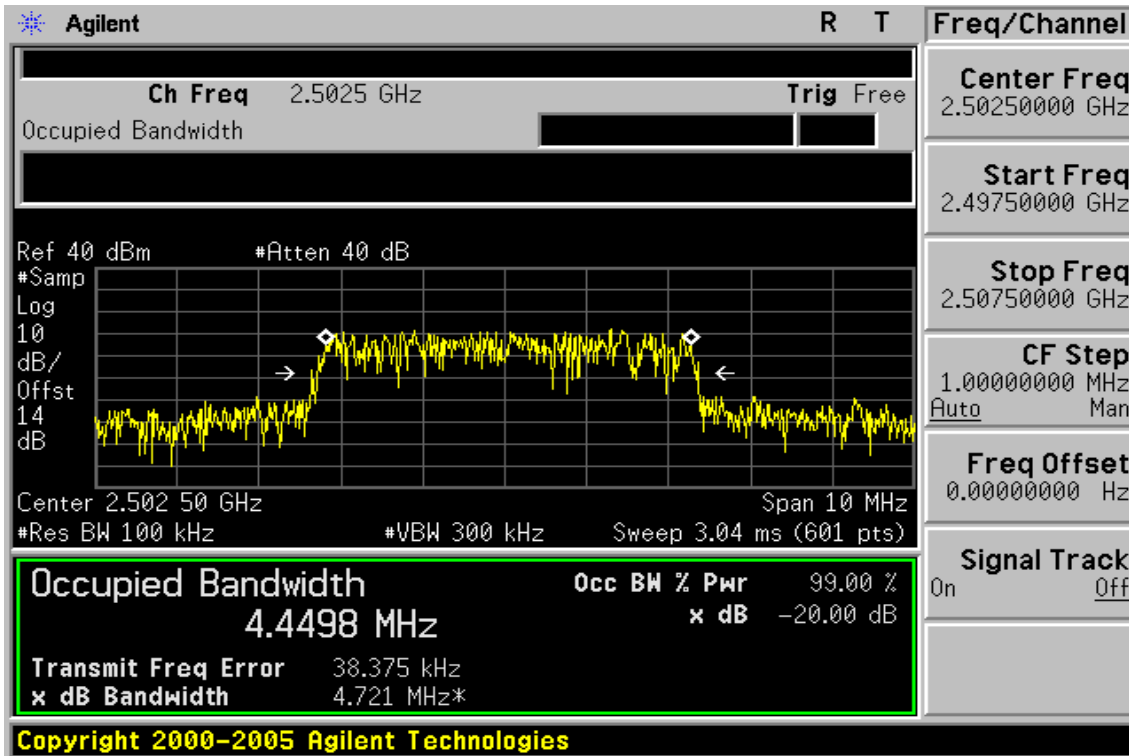 Agilent R T
Ch Freq 2.5025 GHz Trig Free
Occupied Bandwidth
Ref 40 dBm #Atten 40 dB
#Samp
Log
10
dB/
Offst
14
dB
Center 2.502 50 GHz Span 10 MHz
#Res BW 100 kHz #VBW 300 kHz Sweep 3.04 ms (601 pts)
Occupied Bandwidth Occ BW % Pwr 99.00 %
4.4498 MHz x dB -20.00 dB
Transmit Freq Error 38.375 kHz
x dB Bandwidth 4.721 MHz*
Copyright 2000-2005 Agilent Technologies
Freq/Channel
Center Freq
2.50250000 GHz
Start Freq
2.49750000 GHz
Stop Freq
2.50750000 GHz
CF Step
1.00000000 MHz
Auto Man
Freq Offset
0.00000000 Hz
Signal Track
On Off